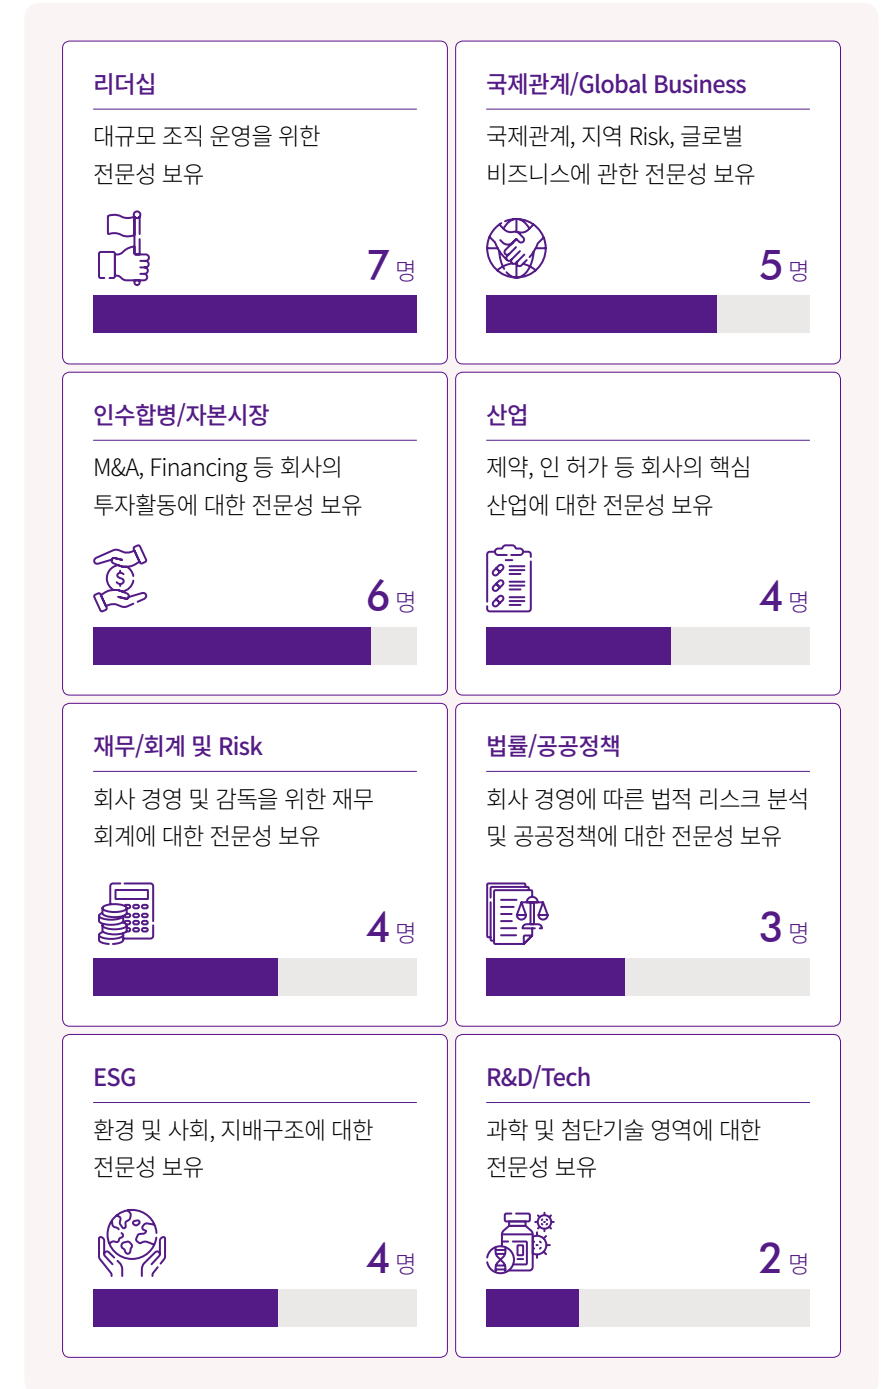 리더십
대규모 조직 운영을 위한
전문성 보유
7 명
국제관계/Global Business
국제관계, 지역 Risk, 글로벌
비즈니스에 관한 전문성 보유
5 명
인수합병/자본시장
M&A, Financing 등 회사의
투자활동에 대한 전문성 보유
6 명
산업
제약, 인 허가 등 회사의 핵심
산업에 대한 전문성 보유
4 명
재무/회계 및 Risk
회사 경영 및 감독을 위한 재무
회계에 대한 전문성 보유
4 명
법률/공공정책
회사 경영에 따른 법적 리스크 분석
및 공공정책에 대한 전문성 보유
3 명
ESG
환경 및 사회, 지배구조에 대한
전문성 보유
4 명
R&D/Tech
과학 및 첨단기술 영역에 대한
전문성 보유
2 명